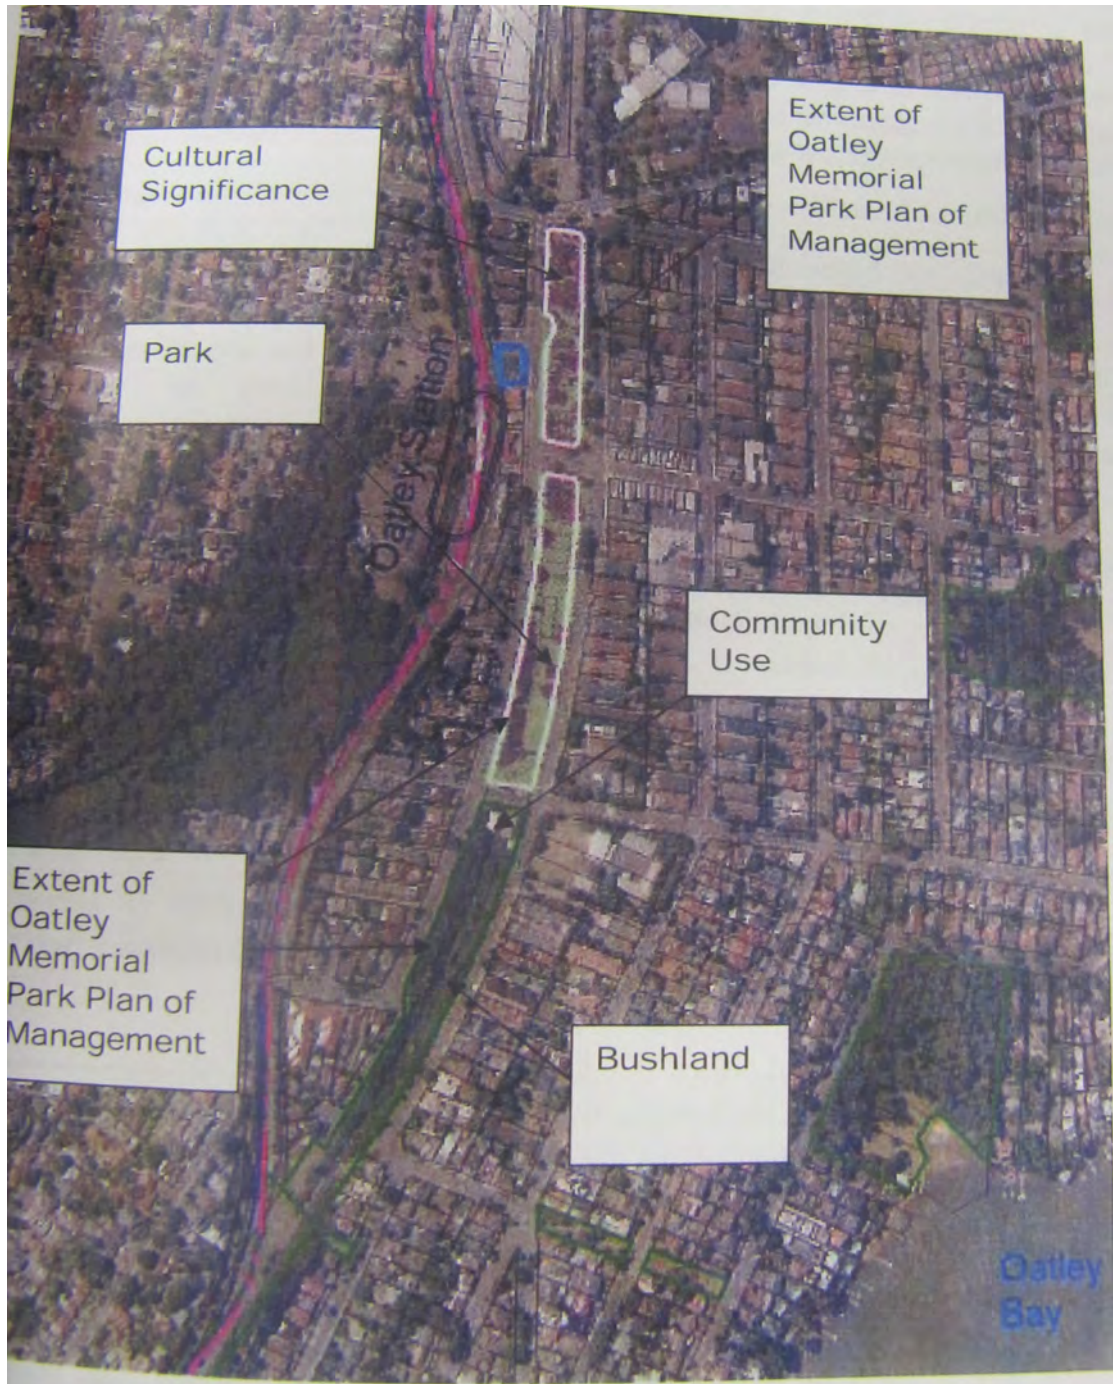 Cultural
Significance
Extent of
Oatley
Memorial
Park Plan of
Management
Park
Oatley Station
Community
Use
Extent of
Oatley
Memorial
Park Plan of
Management
Bushland
Oatley
Bay